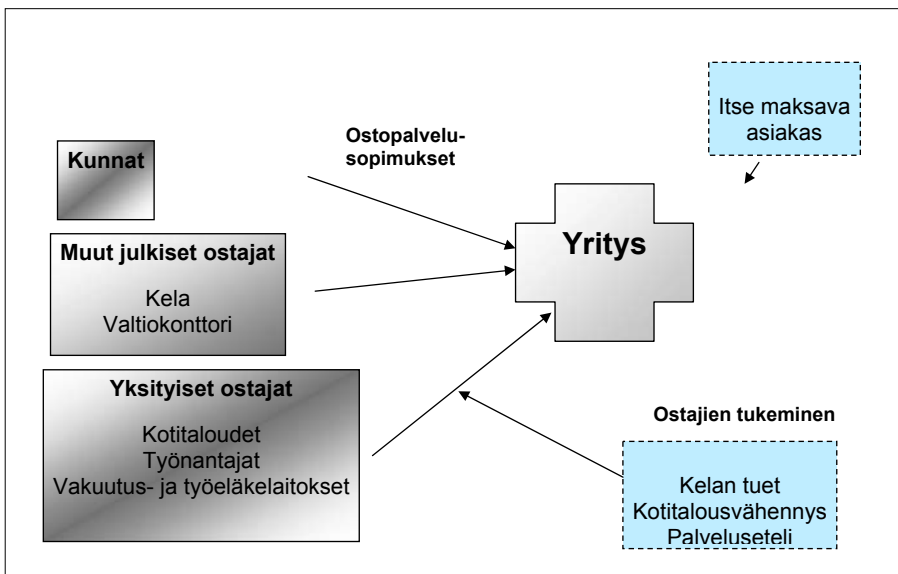 Itse maksava
asiakas
Ostopalvelu-
sopimukset
Kunnat
Yritys
Muut julkiset ostajat
Kela
Valtiokonttori
Yksityiset ostajat
Kotitaloudet
Työnantajat
Vakuutus- ja työeläkelaitokset
Ostajien tukeminen
Kelan tuet
Kotitalousvähennys
Palveluseteli